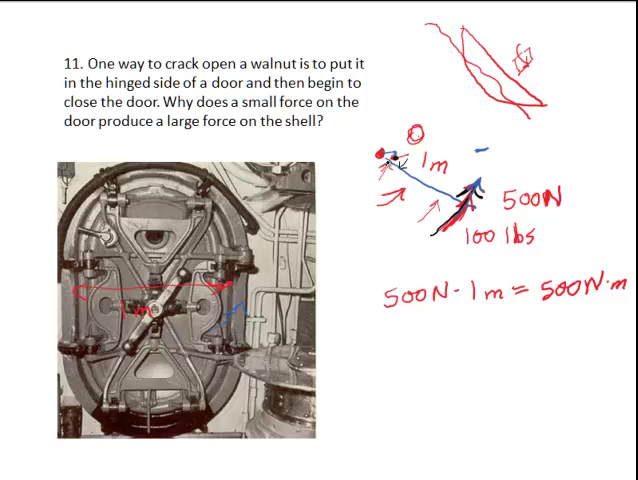 11. One way to crack open a walnut is to put it
in the hinged side of a door and then begin to
close the door. Why does a small force on the
door produce a large force on the shell?
1m
500N
100 lbs
500N · 1m = 500N·m
1m